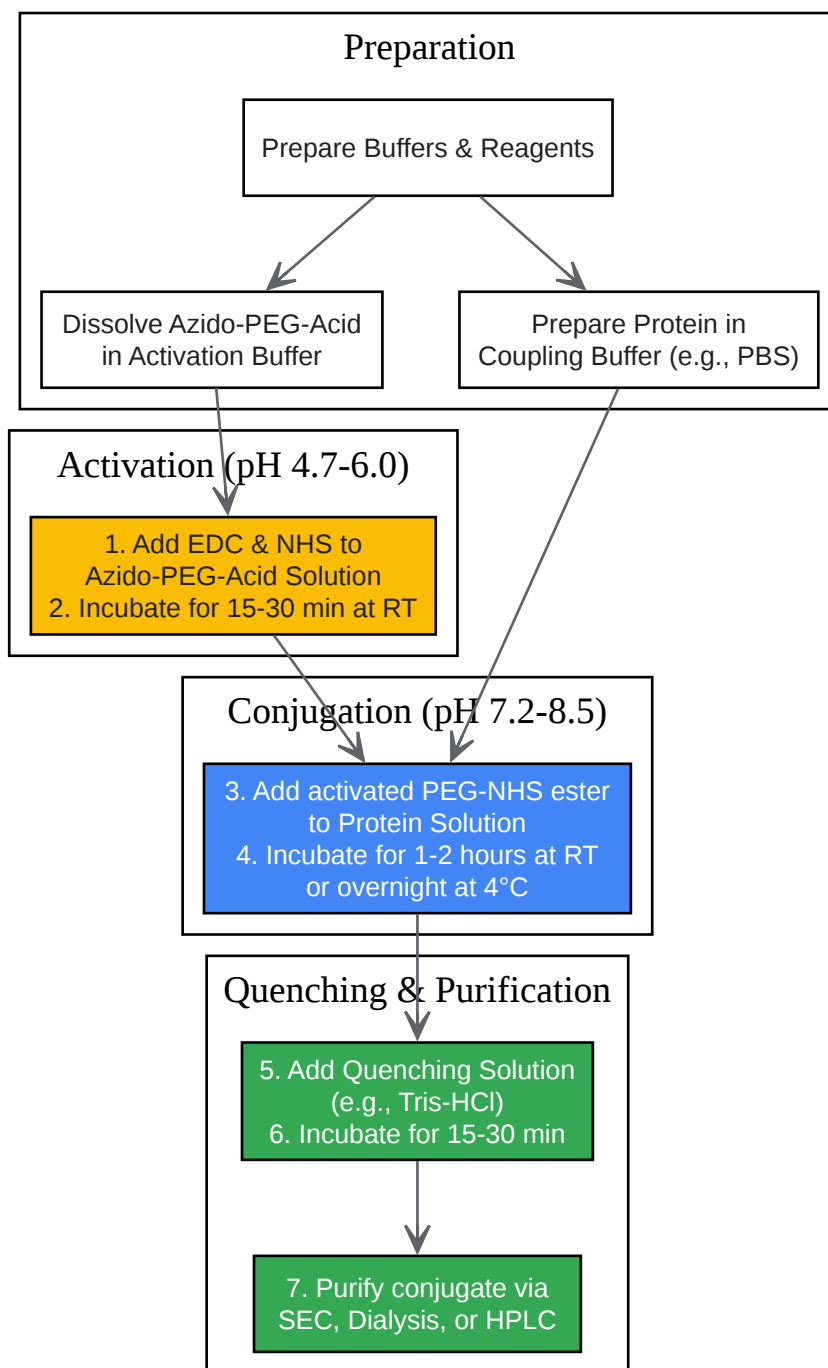 Preparation
Prepare Buffers & Reagents
Dissolve Azido-PEG-Acid
in Activation Buffer
Prepare Protein in
Coupling Buffer (e.g., PBS)
Activation (pH 4.7-6.0)
1. Add EDC & NHS to
Azido-PEG-Acid Solution
2. Incubate for 15-30 min at RT
Conjugation (pH 7.2-8.5)
3. Add activated PEG-NHS ester
to Protein Solution
4. Incubate for 1-2 hours at RT
or overnight at 4°C
Quenching & Purification
5. Add Quenching Solution
(e.g., Tris-HCl)
6. Incubate for 15-30 min
7. Purify conjugate via
SEC, Dialysis, or HPLC